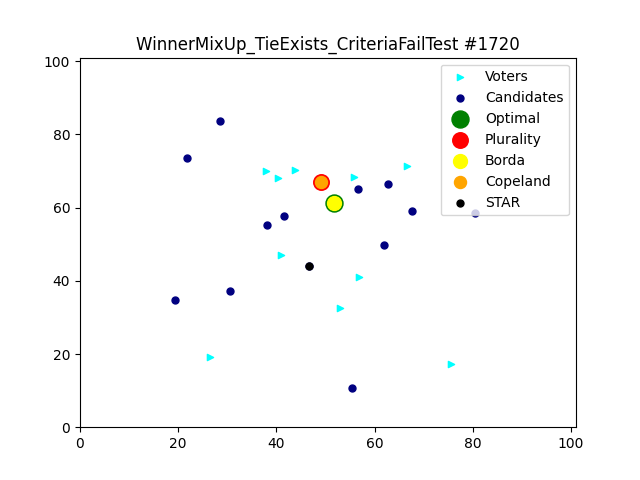 WinnerMixUp_TieExists_CriteriaFailTest #1720
Voters
Candidates
Optimal
Plurality
Borda
Copeland
STAR
100
80
60
40
20
0
0 20 40 60 80 100